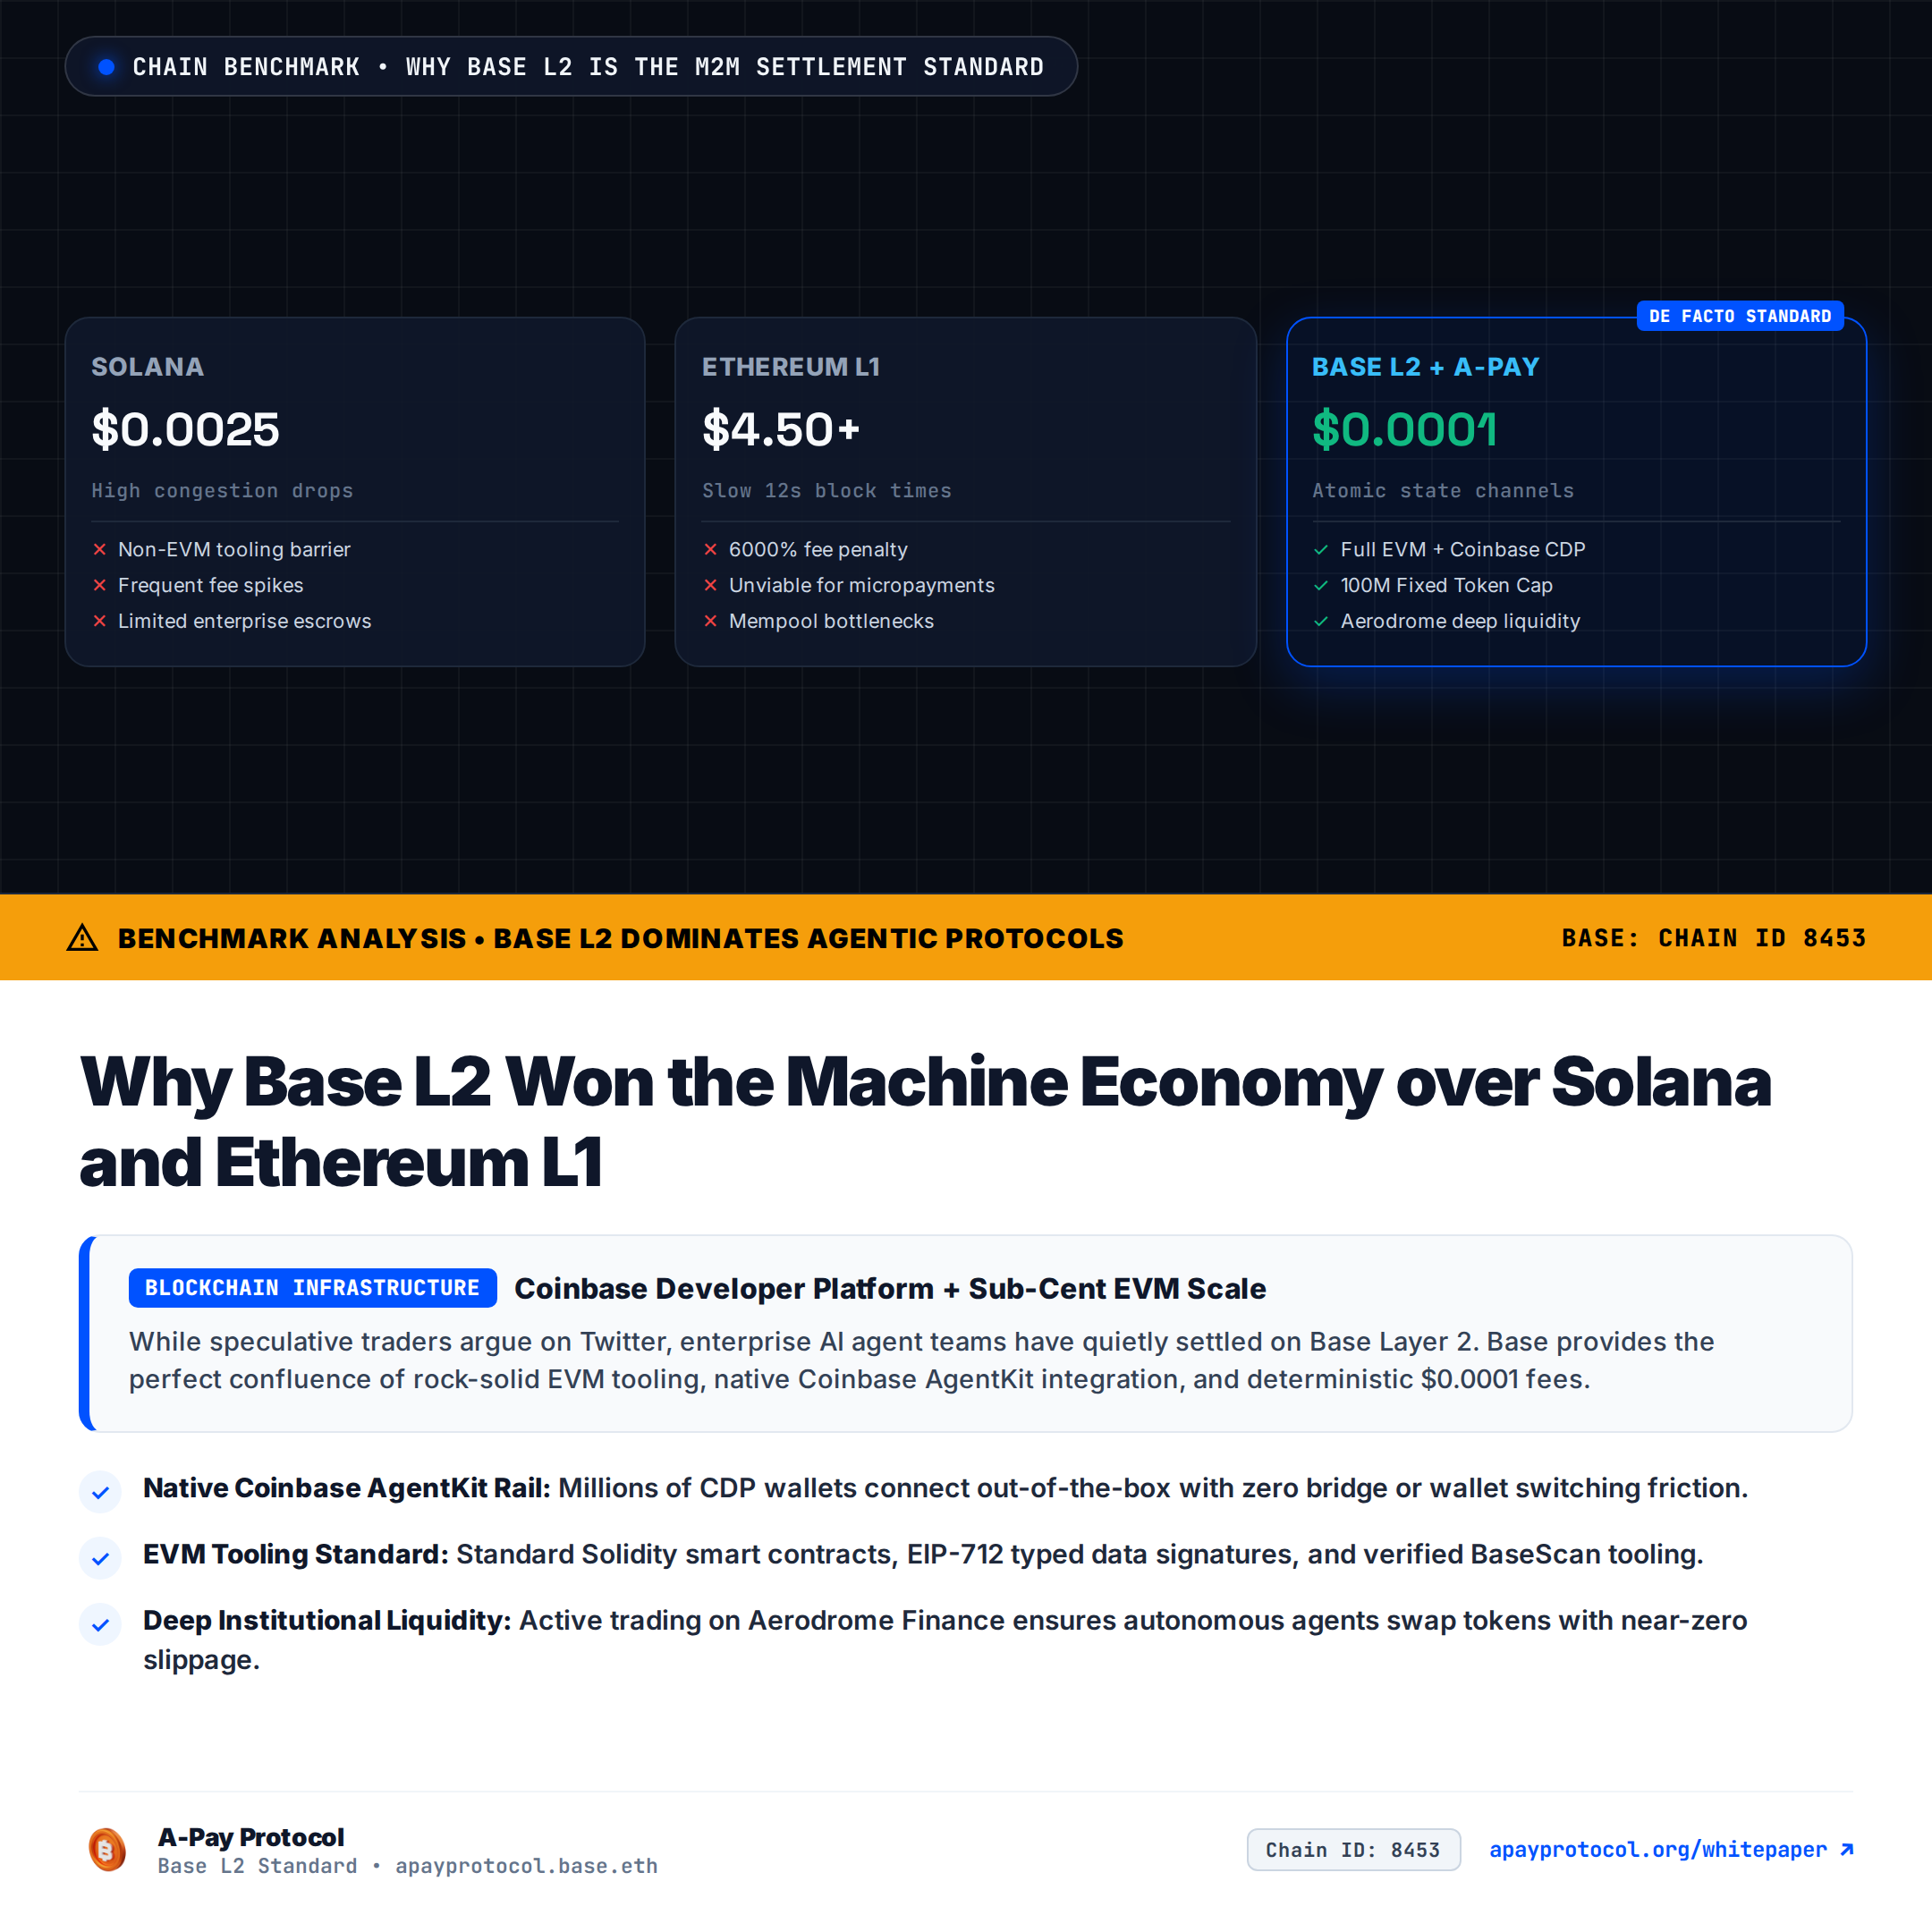 CHAIN BENCHMARK • WHY BASE L2 IS THE M2M SETTLEMENT STANDARD
SOLANA
$0.0025
High congestion drops
✕ Non-EVM tooling barrier
✕ Frequent fee spikes
✕ Limited enterprise escrows
ETHEREUM L1
$4.50+
Slow 12s block times
✕ 6000% fee penalty
✕ Unviable for micropayments
✕ Mempool bottlenecks
DE FACTO STANDARD
BASE L2 + A-PAY
$0.0001
Atomic state channels
✓ Full EVM + Coinbase CDP
✓ 100M Fixed Token Cap
✓ Aerodrome deep liquidity
BENCHMARK ANALYSIS • BASE L2 DOMINATES AGENTIC PROTOCOLS
BASE: CHAIN ID 8453
Why Base L2 Won the Machine Economy over Solana
and Ethereum L1
BLOCKCHAIN INFRASTRUCTURE Coinbase Developer Platform + Sub-Cent EVM Scale
While speculative traders argue on Twitter, enterprise AI agent teams have quietly settled on Base Layer 2. Base provides the
perfect confluence of rock-solid EVM tooling, native Coinbase AgentKit integration, and deterministic $0.0001 fees.
✓ Native Coinbase AgentKit Rail: Millions of CDP wallets connect out-of-the-box with zero bridge or wallet switching friction.
✓ EVM Tooling Standard: Standard Solidity smart contracts, EIP-712 typed data signatures, and verified BaseScan tooling.
✓ Deep Institutional Liquidity: Active trading on Aerodrome Finance ensures autonomous agents swap tokens with near-zero
slippage.
A-Pay Protocol
Base L2 Standard • apayprotocol.base.eth
Chain ID: 8453
apayprotocol.org/whitepaper ↗